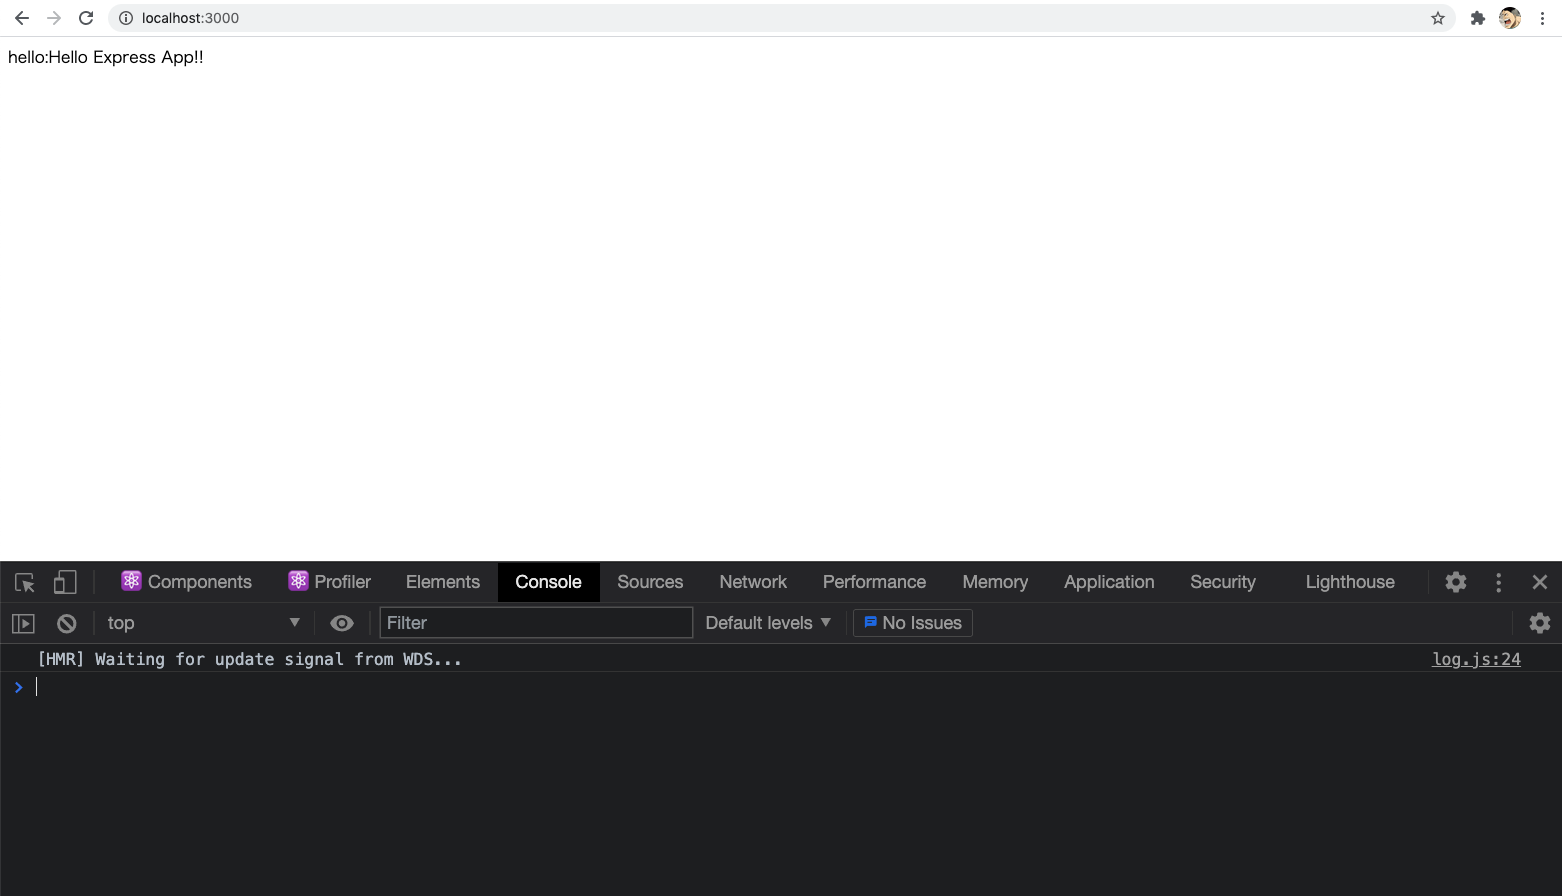 localhost:3000
hello:Hello Express App!!
Components Profiler Elements Console Sources Network Performance Memory Application Security Lighthouse
top Filter Default levels No Issues
[HMR] Waiting for update signal from WDS... log.js:24